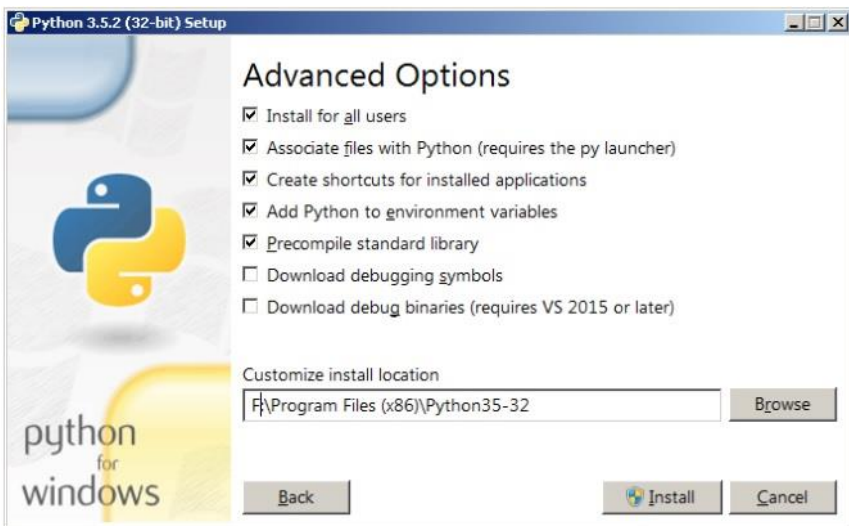 Python 3.5.2 (32-bit) Setup
Advanced Options
Install for all users
Associate files with Python (requires the py launcher)
Create shortcuts for installed applications
Add Python to environment variables
Precompile standard library
Download debugging symbols
Download debug binaries (requires VS 2015 or later)
Customize install location
F:\Program Files (x86)\Python35-32
Browse
python
for
windows
Back
Install
Cancel